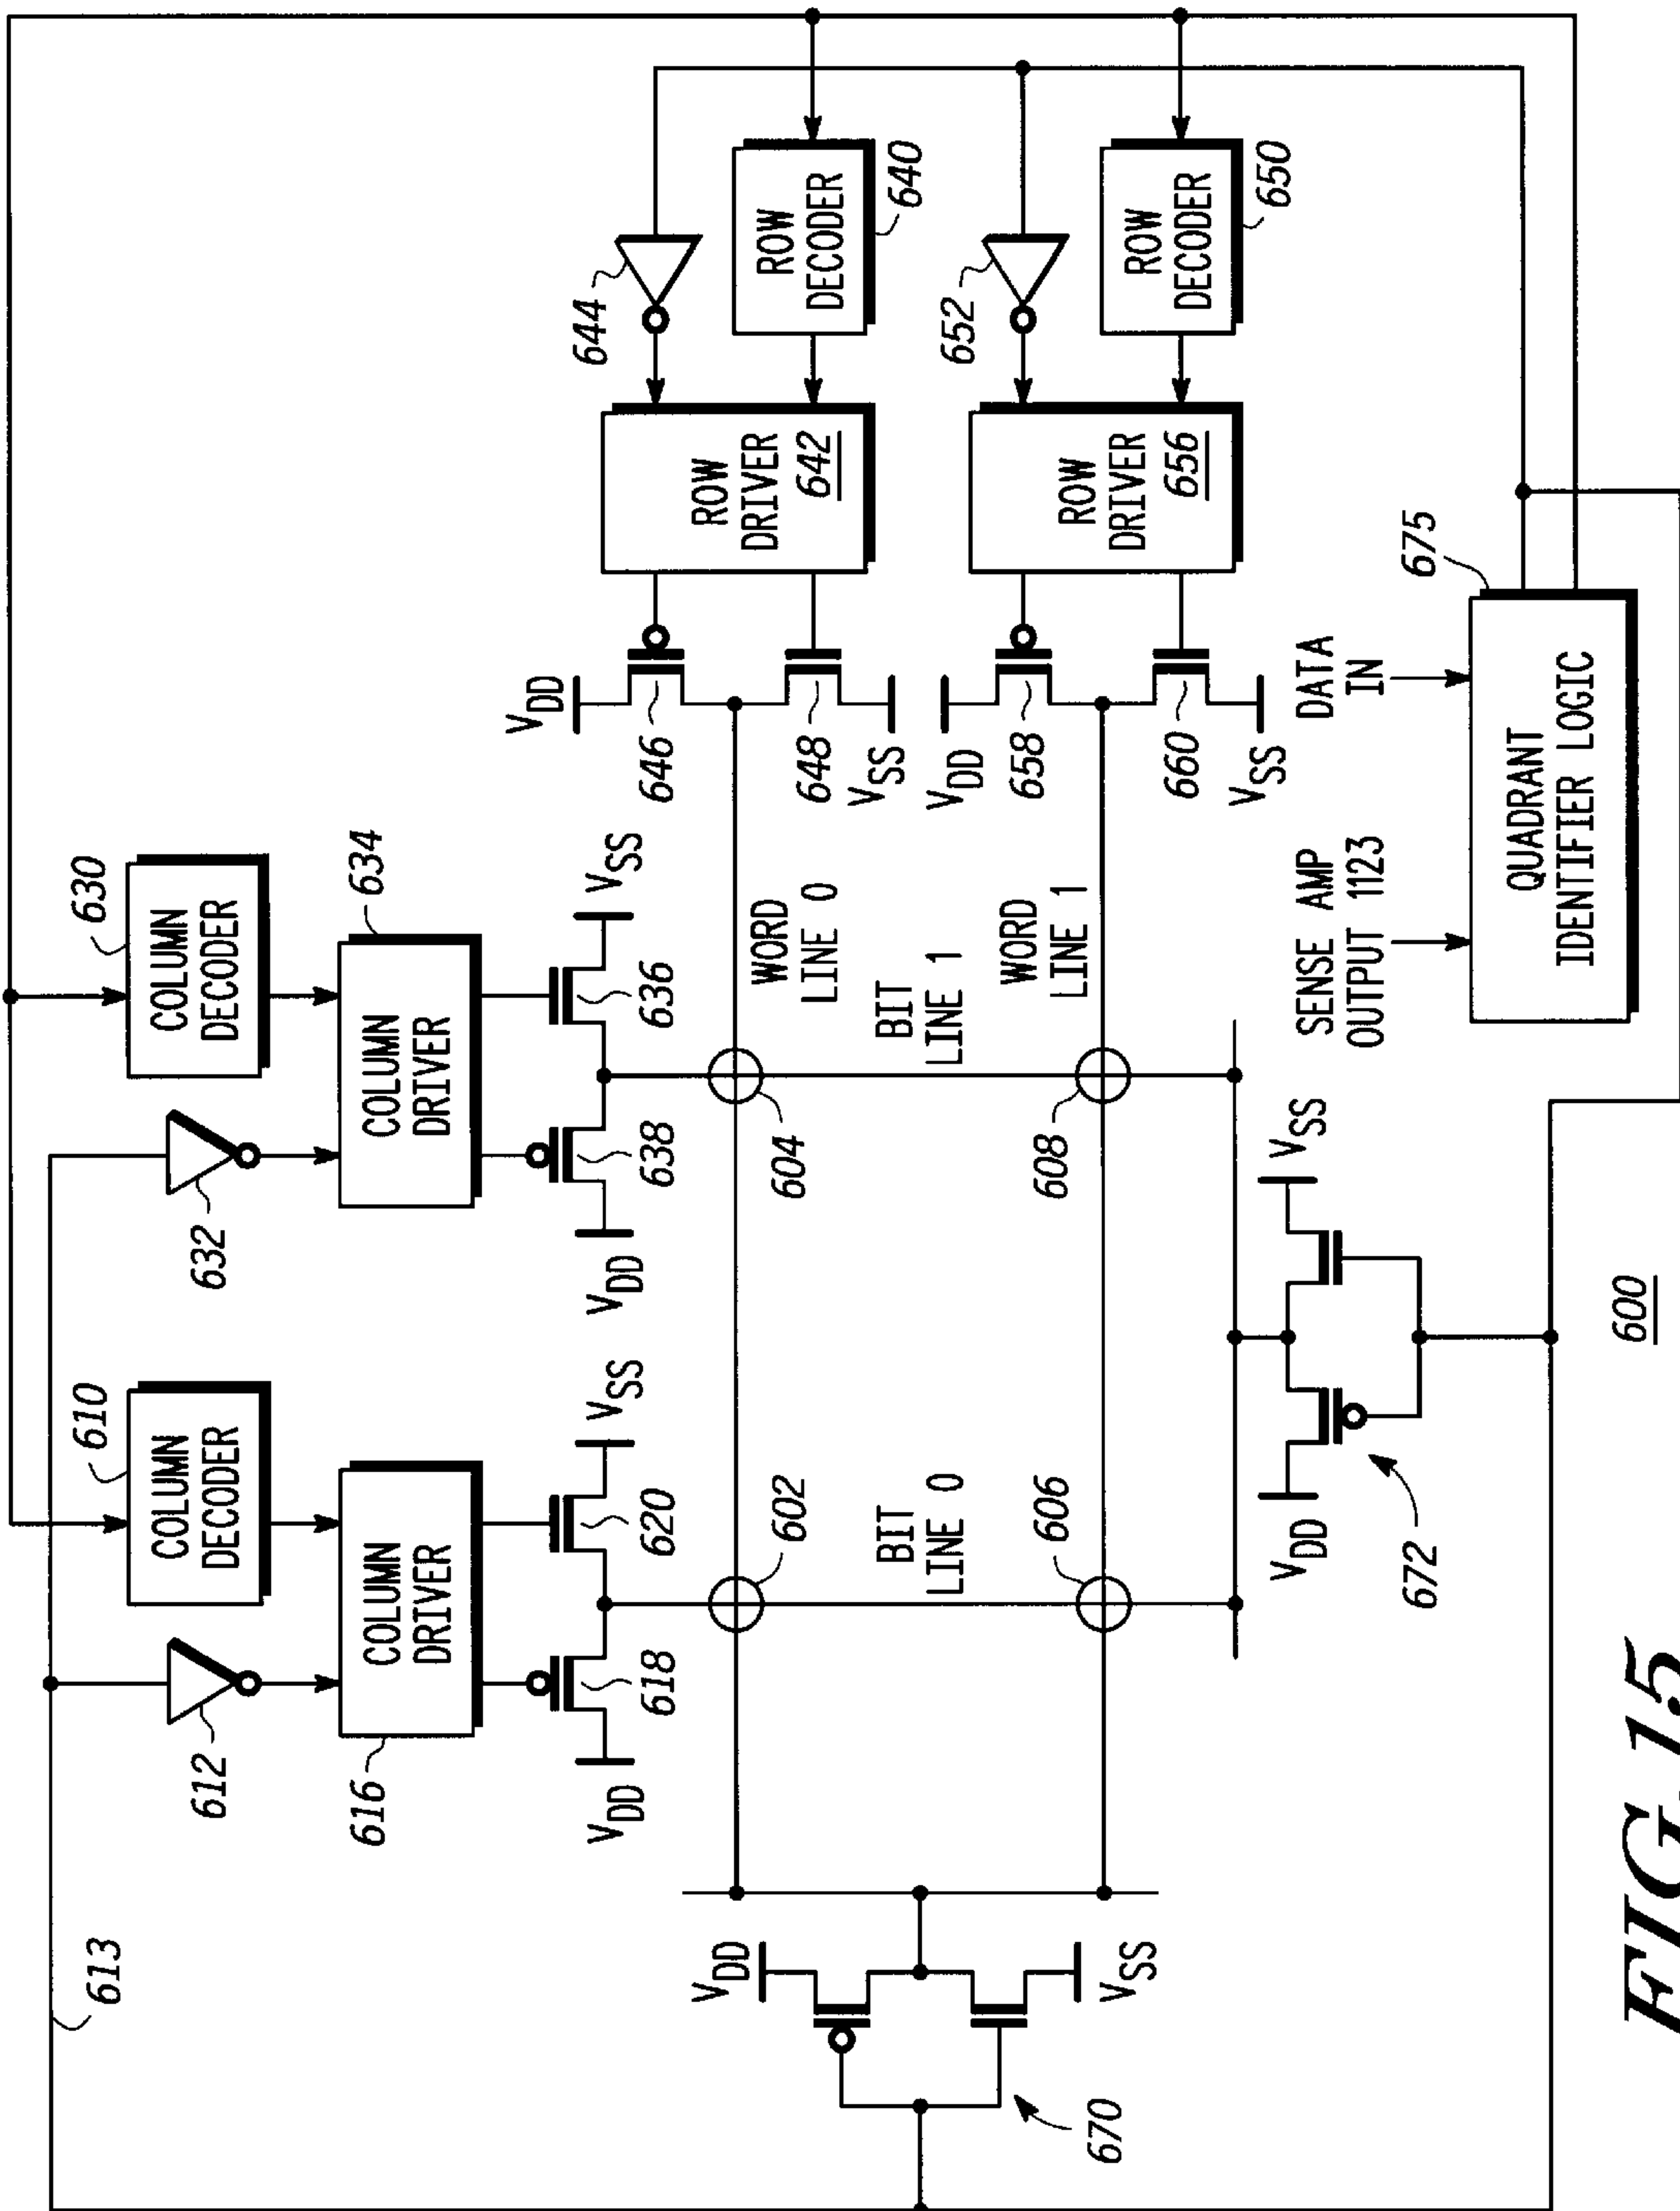 613
612
COLUMN
DECODER
610
632
COLUMN
DECODER
630
COLUMN
DRIVER
616
COLUMN
DRIVER
634
VDD
618
620
VSS
VDD
638
636
VSS
602
604
WORD
LINE 0
BIT
LINE 0
BIT
LINE 1
606
608
WORD
LINE 1
VDD
646
648
VSS
ROW
DRIVER
642
644
ROW
DECODER
640
VDD
658
660
VSS
ROW
DRIVER
656
652
ROW
DECODER
650
VDD
VSS
670
VDD
VSS
672
SENSE AMP
OUTPUT 1123
DATA
IN
QUADRANT
IDENTIFIER LOGIC
675
600
FIG.15